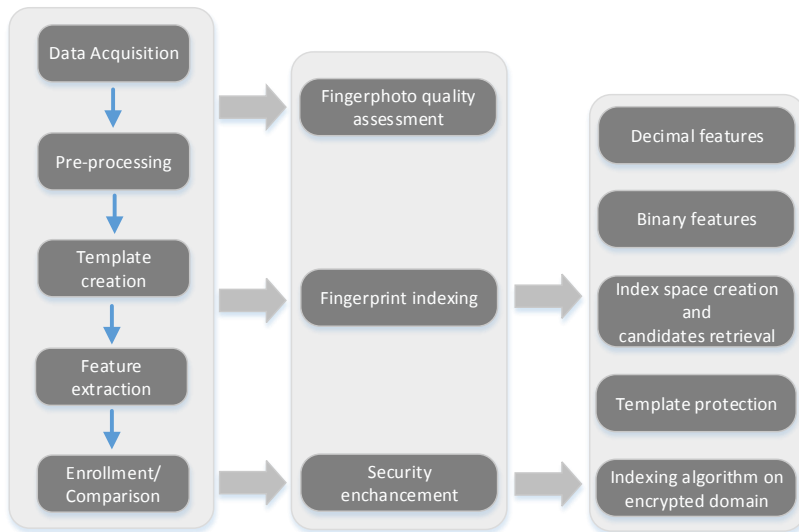 Data Acquisition
Pre-processing
Template
creation
Feature
extraction
Enrollment/
Comparison
Fingerphoto quality
assessment
Fingerprint indexing
Security
enchancement
Decimal features
Binary features
Index space creation
and
candidates retrieval
Template protection
Indexing algorithm on
encrypted domain